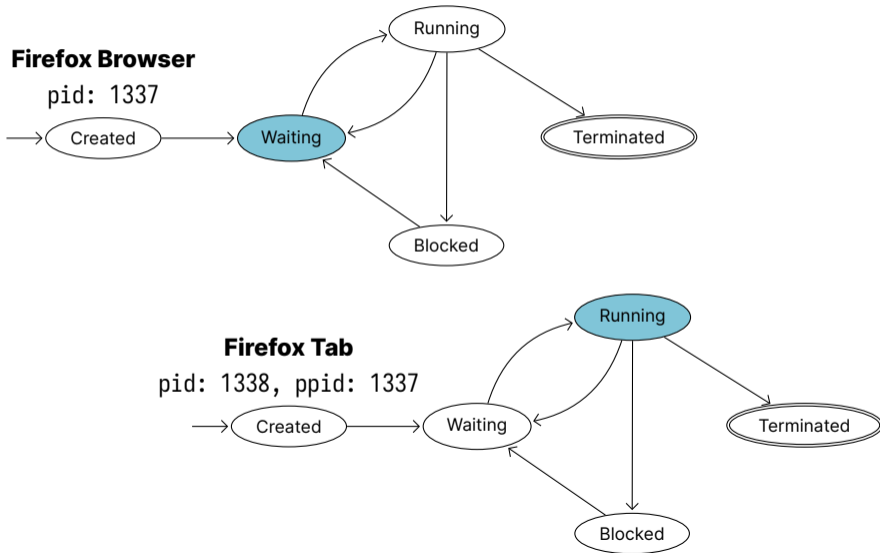 Running
Firefox Browser
pid: 1337
Created
Waiting
Terminated
Blocked
Running
Firefox Tab
pid: 1338, ppid: 1337
Created
Waiting
Terminated
Blocked